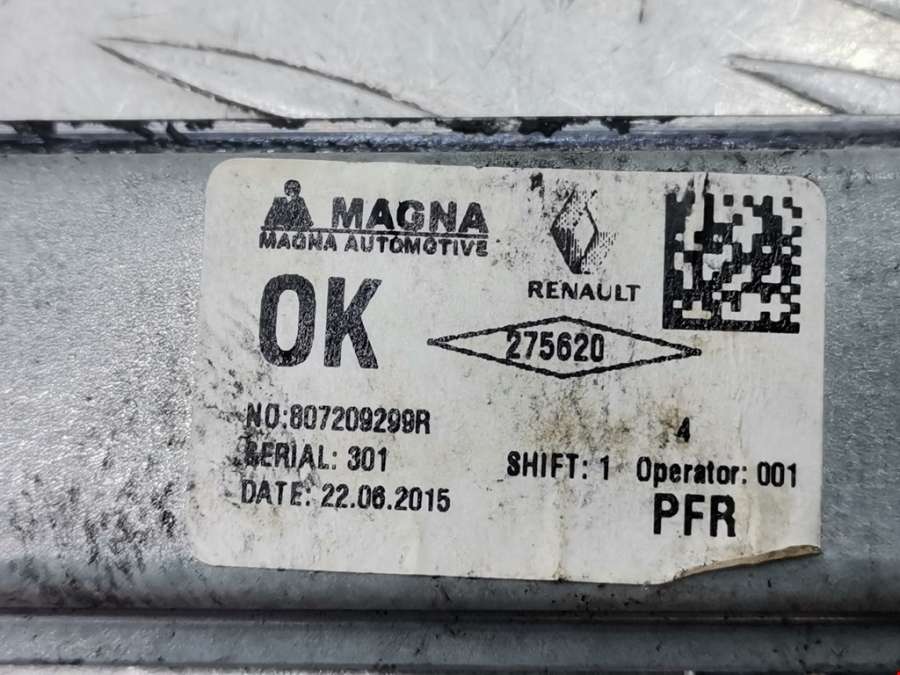 MAGNA
MAGNA AUTOMOTIVE
RENAULT
OK
275620
NO:807209299R
4
SERIAL: 301
SHIFT: 1 Operator: 001
DATE: 22.06.2015
PFR